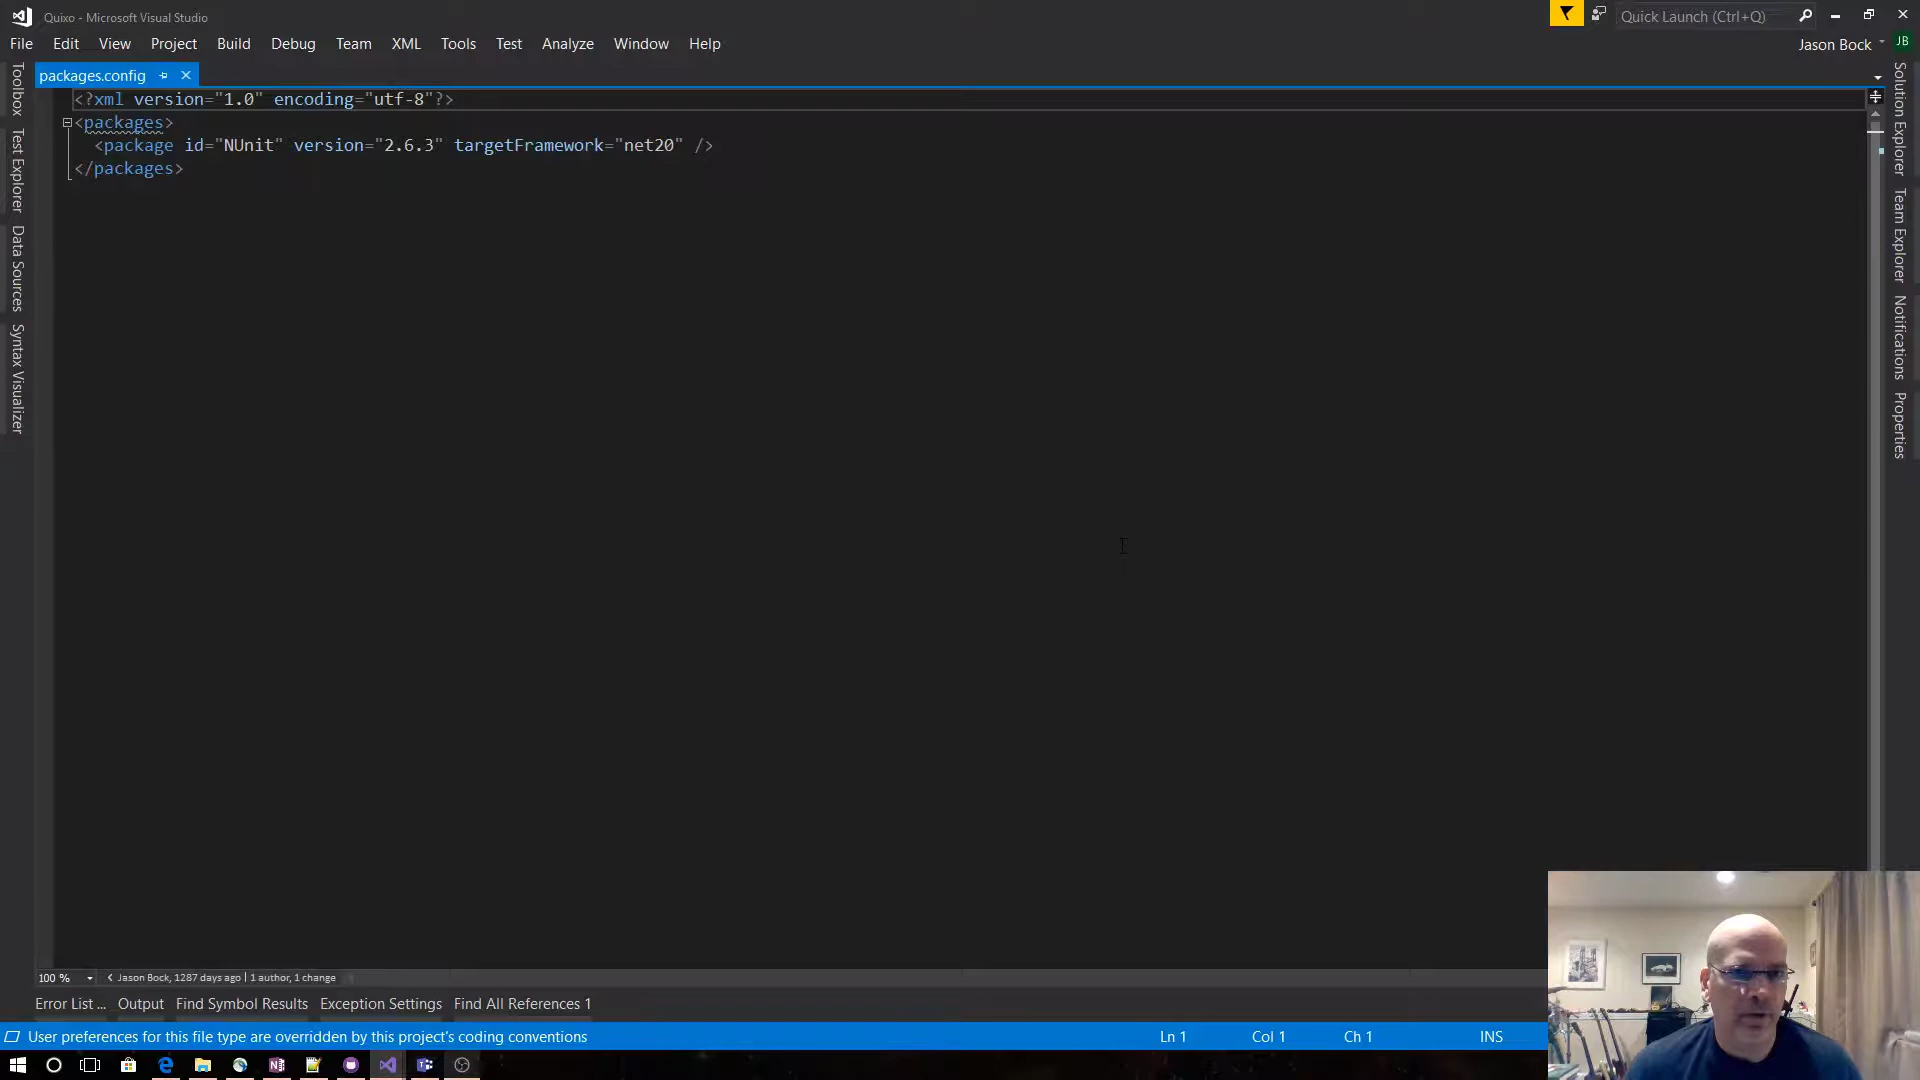 Quixo - Microsoft Visual Studio
Quick Launch (Ctrl+Q)
File Edit View Project Build Debug Team XML Tools Test Analyze Window Help
Jason Bock JB
packages.config
<?xml version="1.0" encoding="utf-8"?>
<packages>
<package id="NUnit" version="2.6.3" targetFramework="net20" />
</packages>
Toolbox
Test Explorer
Data Sources
Syntax Visualizer
Solution Explorer
Team Explorer
Notifications
Properties
100 % Jason Bock, 1287 days ago | 1 author, 1 change
Error List ... Output Find Symbol Results Exception Settings Find All References 1
User preferences for this file type are overridden by this project's coding conventions Ln 1 Col 1 Ch 1 INS